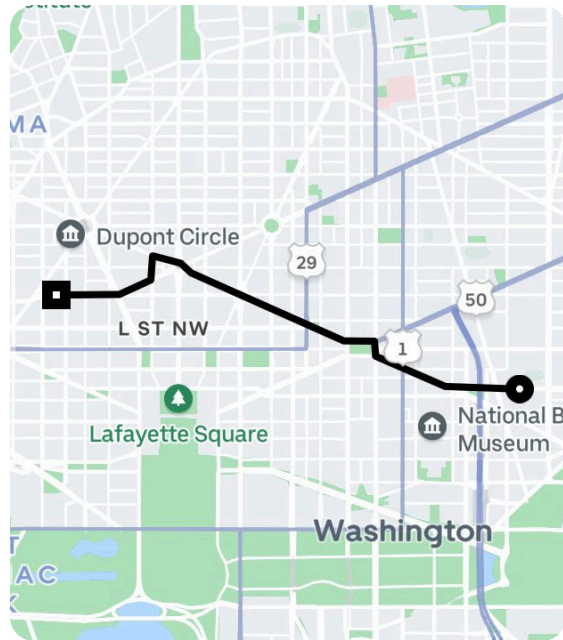 MA
Dupont Circle
29
50
L ST NW
1
Lafayette Square
National B
Museum
Washington
T
AC
K